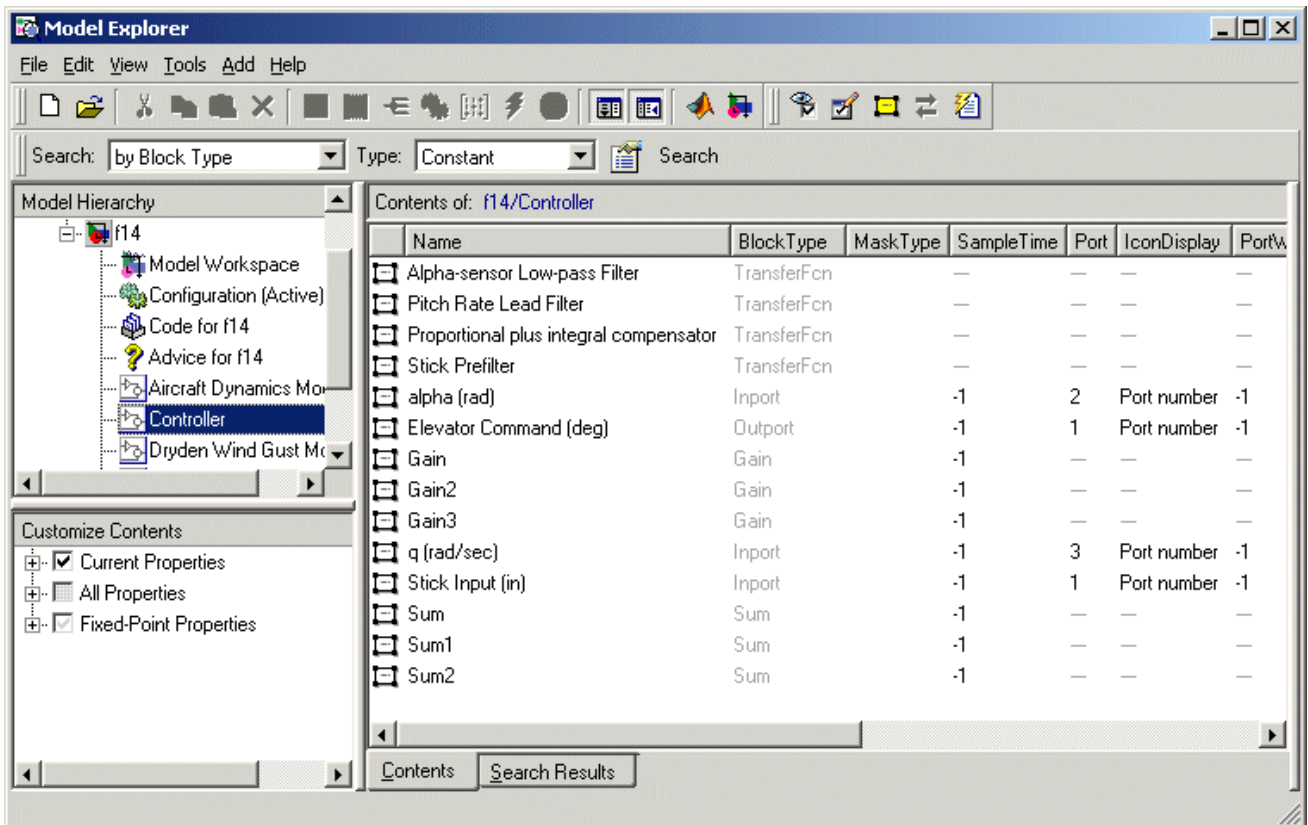 Model Explorer
File Edit View Tools Add Help
Search: by Block Type Type: Constant Search
Model Hierarchy
f14
Model Workspace
Configuration (Active)
Code for f14
Advice for f14
Aircraft Dynamics Mo
Controller
Dryden Wind Gust Mo
Customize Contents
Current Properties
All Properties
Fixed-Point Properties
Contents of: f14/Controller
Name BlockType MaskType SampleTime Port IconDisplay PortW
Alpha-sensor Low-pass Filter TransferFcn — — — —
Pitch Rate Lead Filter TransferFcn — — — —
Proportional plus integral compensator TransferFcn — — — —
Stick Prefilter TransferFcn — — — —
alpha (rad) Inport -1 2 Port number -1
Elevator Command (deg) Outport -1 1 Port number -1
Gain Gain -1 — — —
Gain2 Gain -1 — — —
Gain3 Gain -1 — — —
q (rad/sec) Inport -1 3 Port number -1
Stick Input (in) Inport -1 1 Port number -1
Sum Sum -1 — — —
Sum1 Sum -1 — — —
Sum2 Sum -1 — — —
Contents Search Results